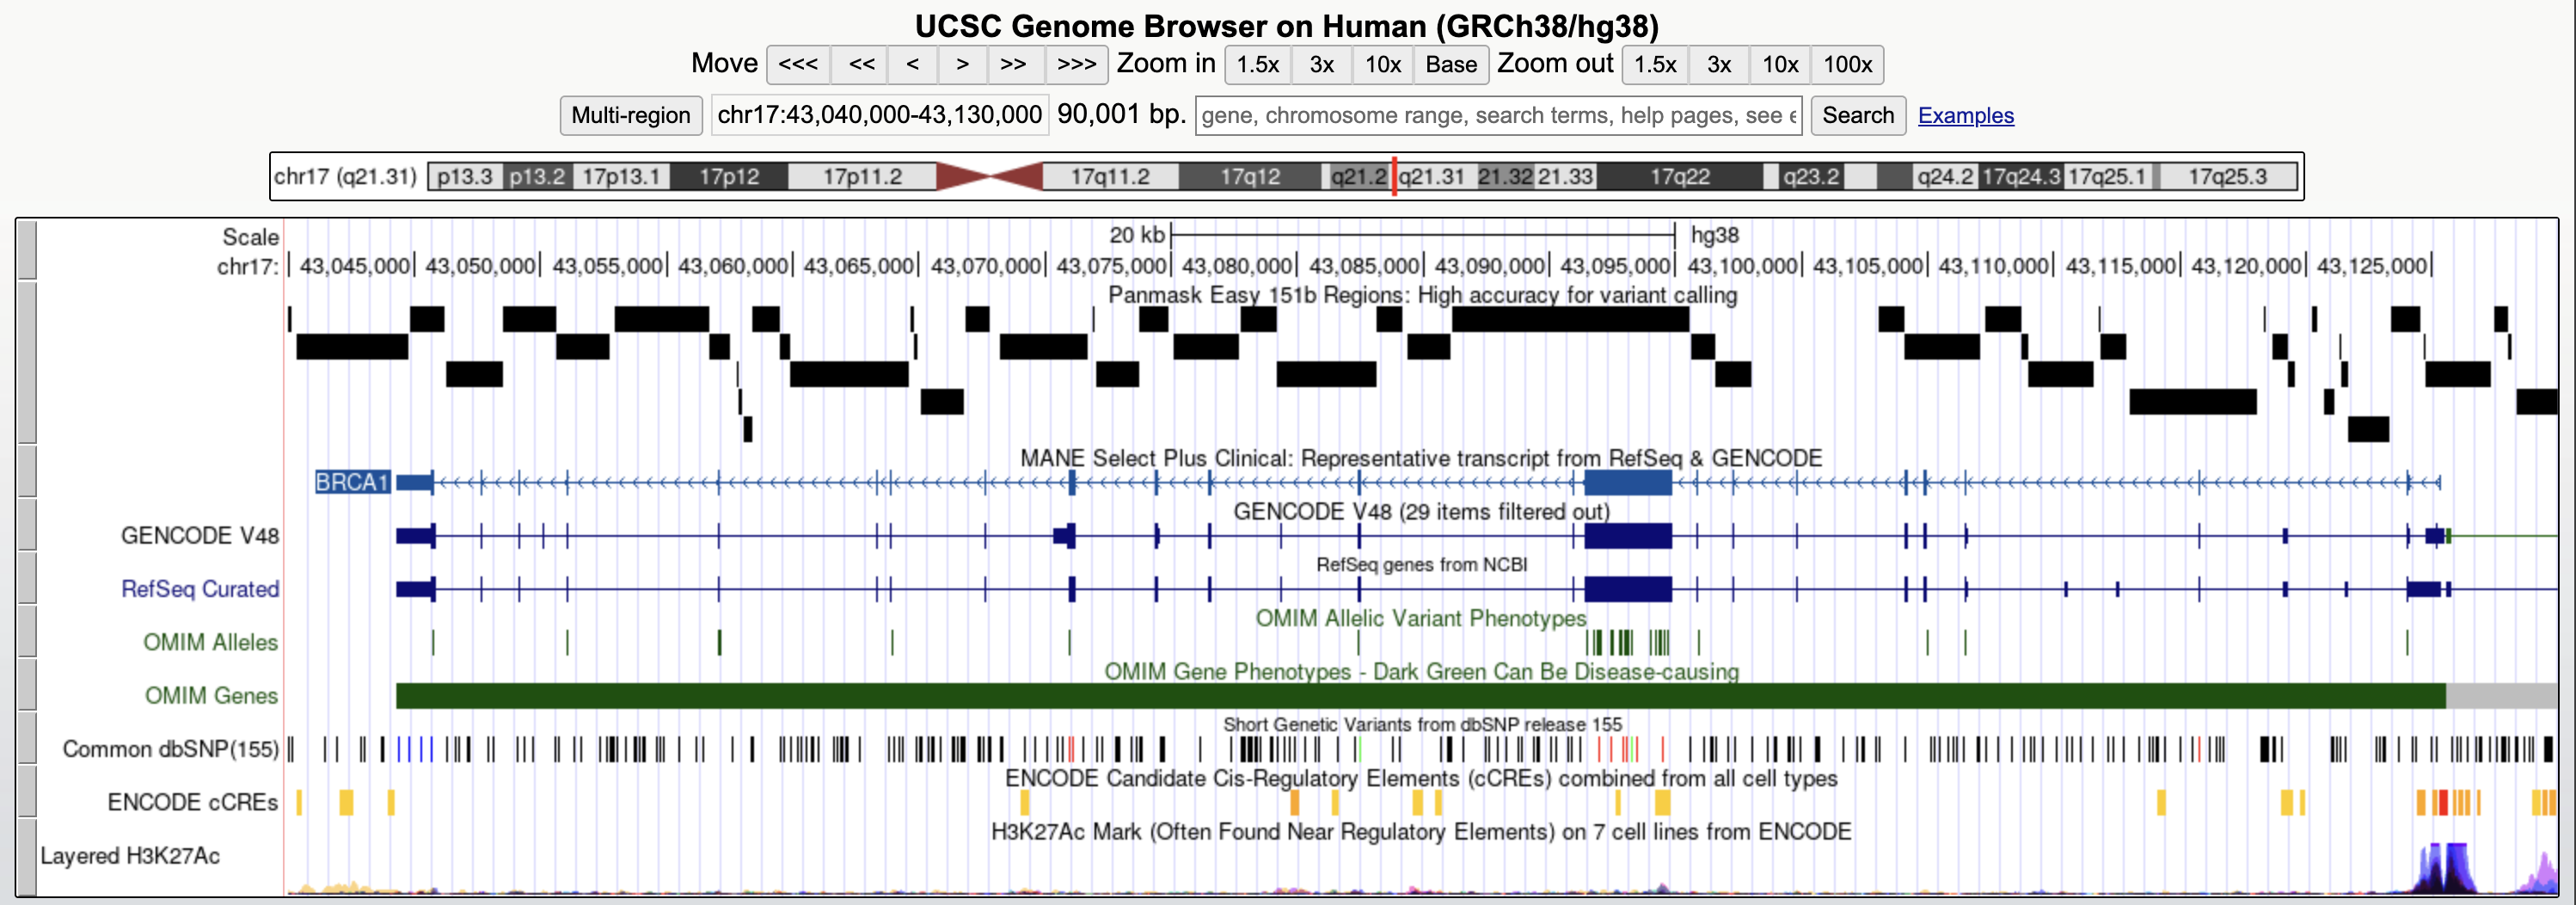 UCSC Genome Browser on Human (GRCh38/hg38)
Move <<< << < > >> >>> Zoom in 1.5x 3x 10x Base Zoom out 1.5x 3x 10x 100x
Multi-region chr17:43,040,000-43,130,000 90,001 bp. gene, chromosome range, search terms, help pages, see e Search Examples
chr17 (q21.31) p13.3 p13.2 17p13.1 17p12 17p11.2 17q11.2 17q12 q21.2 q21.31 21.32 21.33 17q22 q23.2 q24.2 17q24.3 17q25.1 17q25.3
Scale 20 kb hg38
chr17: 43,045,000 43,050,000 43,055,000 43,060,000 43,065,000 43,070,000 43,075,000 43,080,000 43,085,000 43,090,000 43,095,000 43,100,000 43,105,000 43,110,000 43,115,000 43,120,000 43,125,000
Panmask Easy 151b Regions: High accuracy for variant calling
MANE Select Plus Clinical: Representative transcript from RefSeq & GENCODE
BRCA1
GENCODE V48 (29 items filtered out)
GENCODE V48
RefSeq genes from NCBI
RefSeq Curated
OMIM Allelic Variant Phenotypes
OMIM Alleles
OMIM Gene Phenotypes - Dark Green Can Be Disease-causing
OMIM Genes
Short Genetic Variants from dbSNP release 155
Common dbSNP(155)
ENCODE Candidate Cis-Regulatory Elements (cCREs) combined from all cell types
ENCODE cCREs
H3K27Ac Mark (Often Found Near Regulatory Elements) on 7 cell lines from ENCODE
Layered H3K27Ac